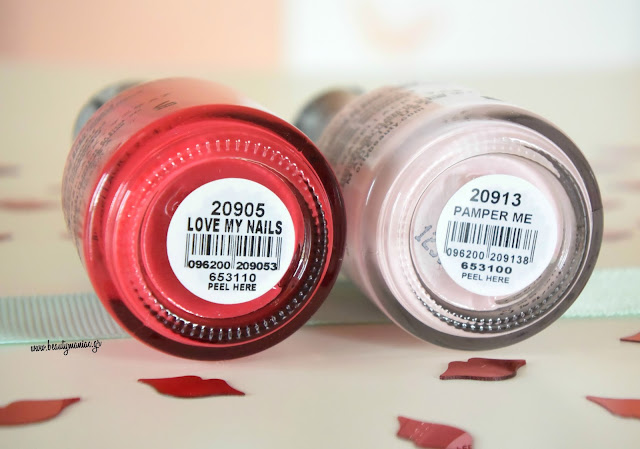 20905
LOVE MY NAILS
096200 209053
653110
PEEL HERE
20913
PAMPER ME
096200 209138
653100
PEEL HERE
www.beautymaniac.gr